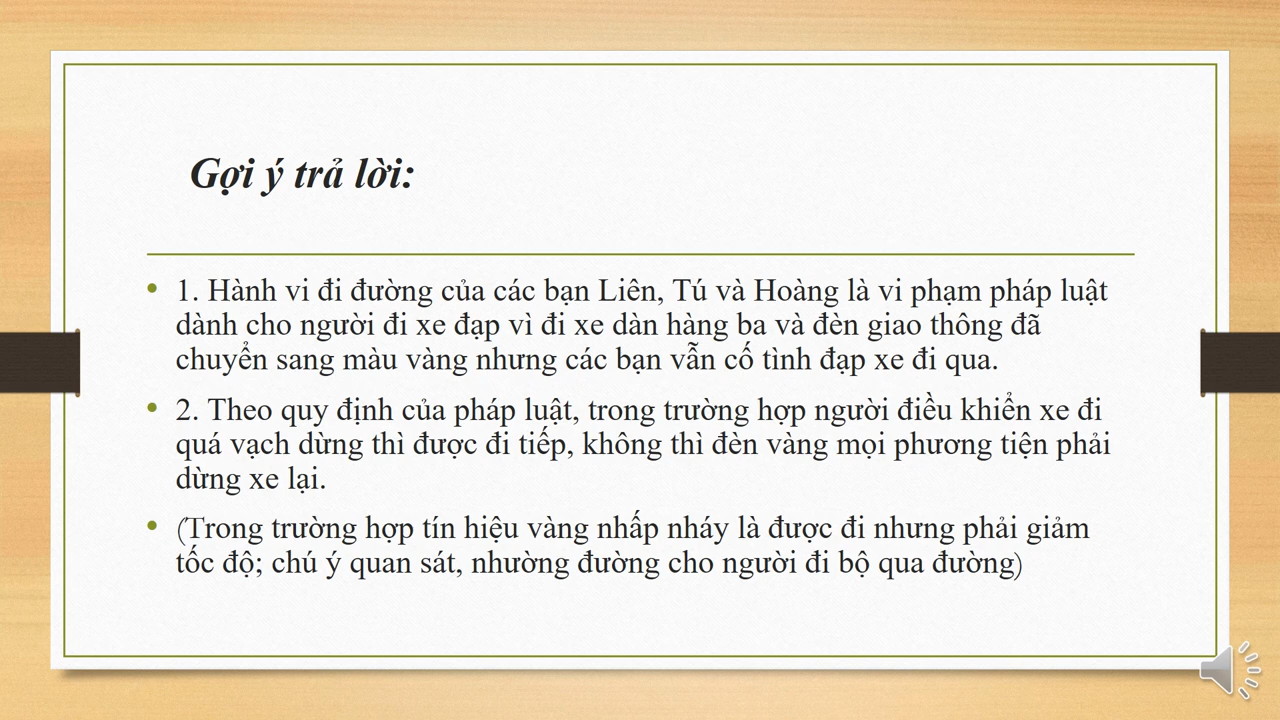 Gợi ý trả lời:
• 1. Hành vi đi đường của các bạn Liên, Tú và Hoàng là vi phạm pháp luật
dành cho người đi xe đạp vì đi xe dàn hàng ba và đèn giao thông đã
chuyển sang màu vàng nhưng các bạn vẫn cố tình đạp xe đi qua.
• 2. Theo quy định của pháp luật, trong trường hợp người điều khiển xe đi
quá vạch dừng thì được đi tiếp, không thì đèn vàng mọi phương tiện phải
dừng xe lại.
• (Trong trường hợp tín hiệu vàng nhấp nháy là được đi nhưng phải giảm
tốc độ; chú ý quan sát, nhường đường cho người đi bộ qua đường)